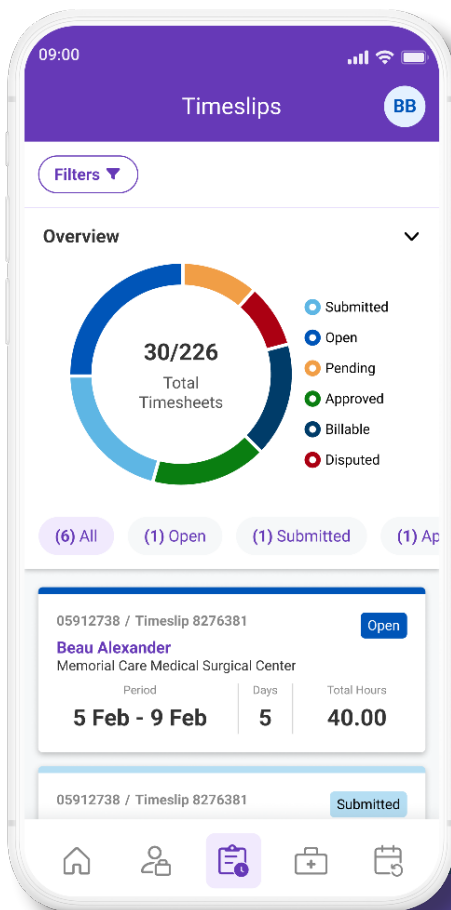 09:00
Timeslips
BB
Filters
Overview
30/226
Total
Timesheets
Submitted
Open
Pending
Approved
Billable
Disputed
(6) All
(1) Open
(1) Submitted
(1) Ap
05912738 / Timeslip 8276381
Open
Beau Alexander
Memorial Care Medical Surgical Center
Period
Days
Total Hours
5 Feb - 9 Feb
5
40.00
05912738 / Timeslip 8276381
Submitted